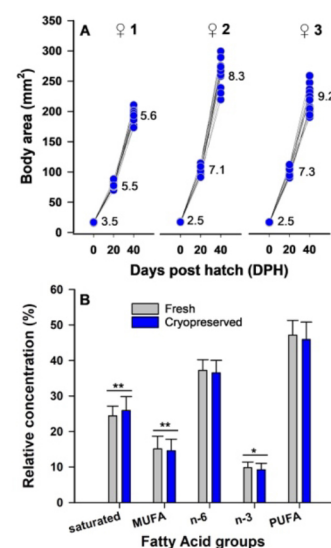 A
♀ 1
♀ 2
♀ 3
Body area (mm²)
350
300
250
200
150
100
50
0
3.5
5.5
5.6
2.5
7.1
8.3
2.5
7.3
9.2
0 20 40
0 20 40
0 20 40
Days post hatch (DPH)
B
Fresh
Cryopreserved
Relative concentration (%)
60
50
40
30
20
10
0
**
**
*
saturated
MUFA
n-6
n-3
PUFA
Fatty Acid groups